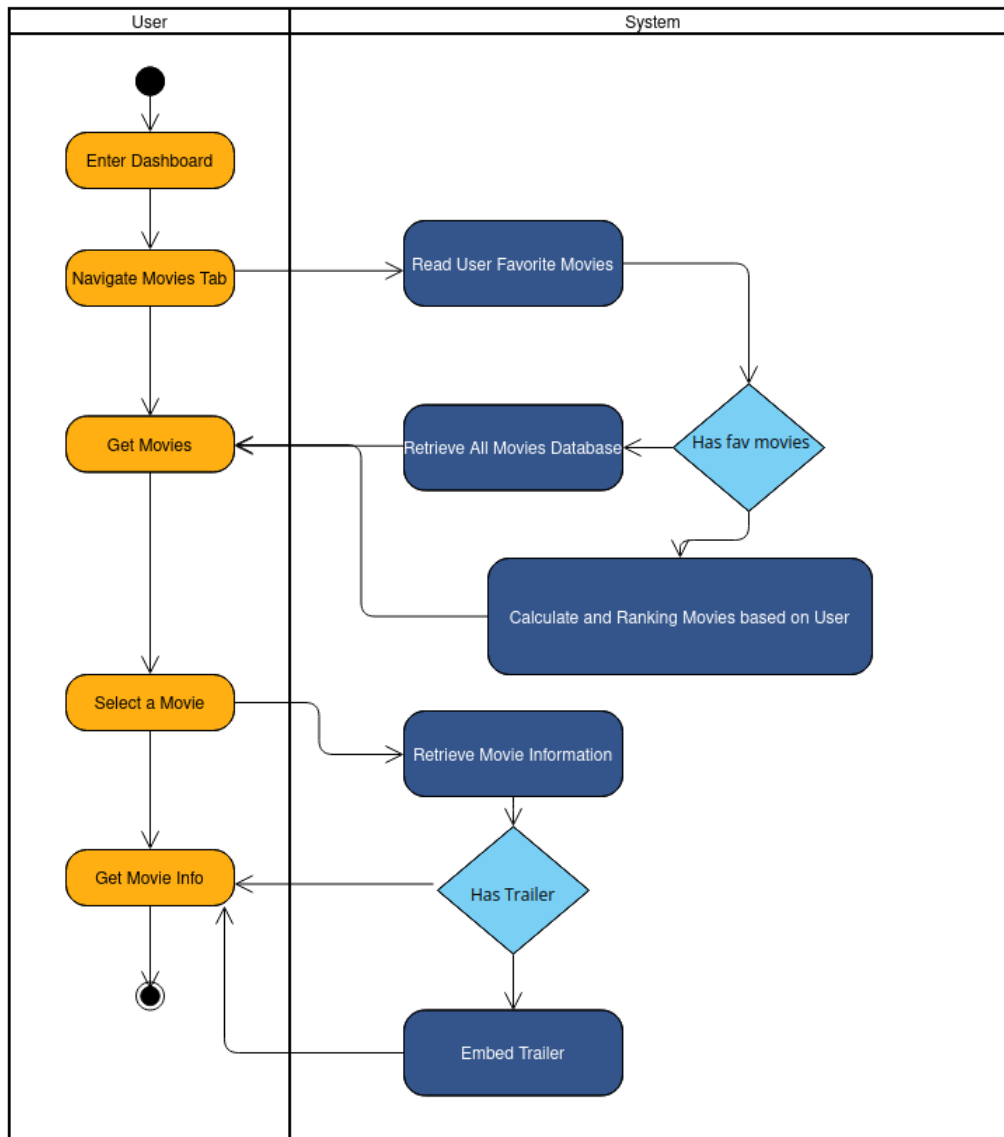 User
System
Enter Dashboard
Navigate Movies Tab
Read User Favorite Movies
Get Movies
Retrieve All Movies Database
Has fav movies
Calculate and Ranking Movies based on User
Select a Movie
Retrieve Movie Information
Get Movie Info
Has Trailer
Embed Trailer